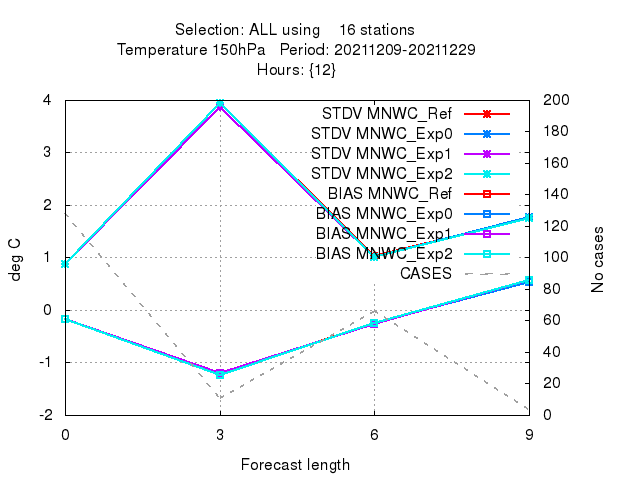 Selection: ALL using    16 stations
Temperature 150hPa   Period: 20211209-20211229
Hours: {12}
4
3
2
1
0
-1
-2
deg C
200
180
160
140
120
100
80
60
40
20
0
No cases
STDV MNWC_Ref
STDV MNWC_Exp0
STDV MNWC_Exp1
STDV MNWC_Exp2
BIAS MNWC_Ref
BIAS MNWC_Exp0
BIAS MNWC_Exp1
BIAS MNWC_Exp2
CASES
0 3 6 9
Forecast length